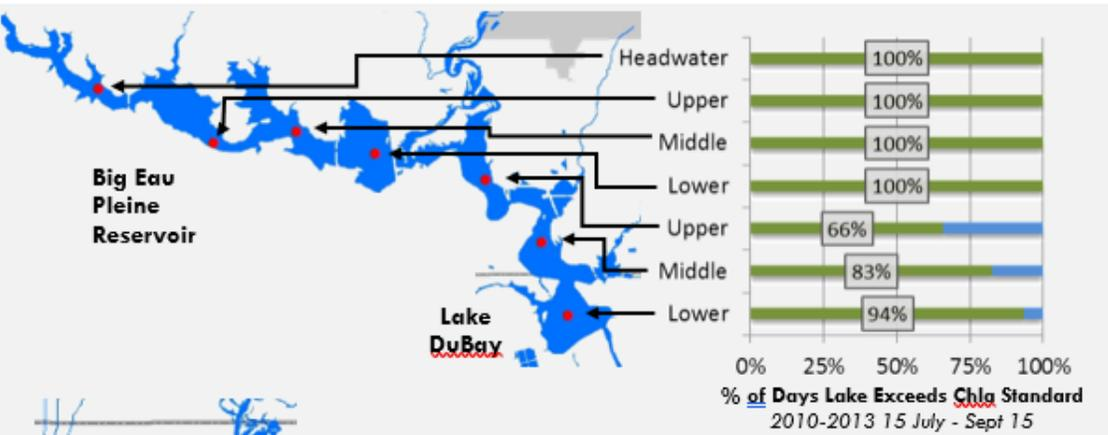 Headwater
100%
Upper
100%
Middle
100%
Lower
100%
Upper
66%
Middle
83%
Lower
94%
Big Eau
Pleine
Reservoir
Lake
DuBay
0% 25% 50% 75% 100%
% of Days Lake Exceeds Chla Standard
2010-2013 15 July - Sept 15